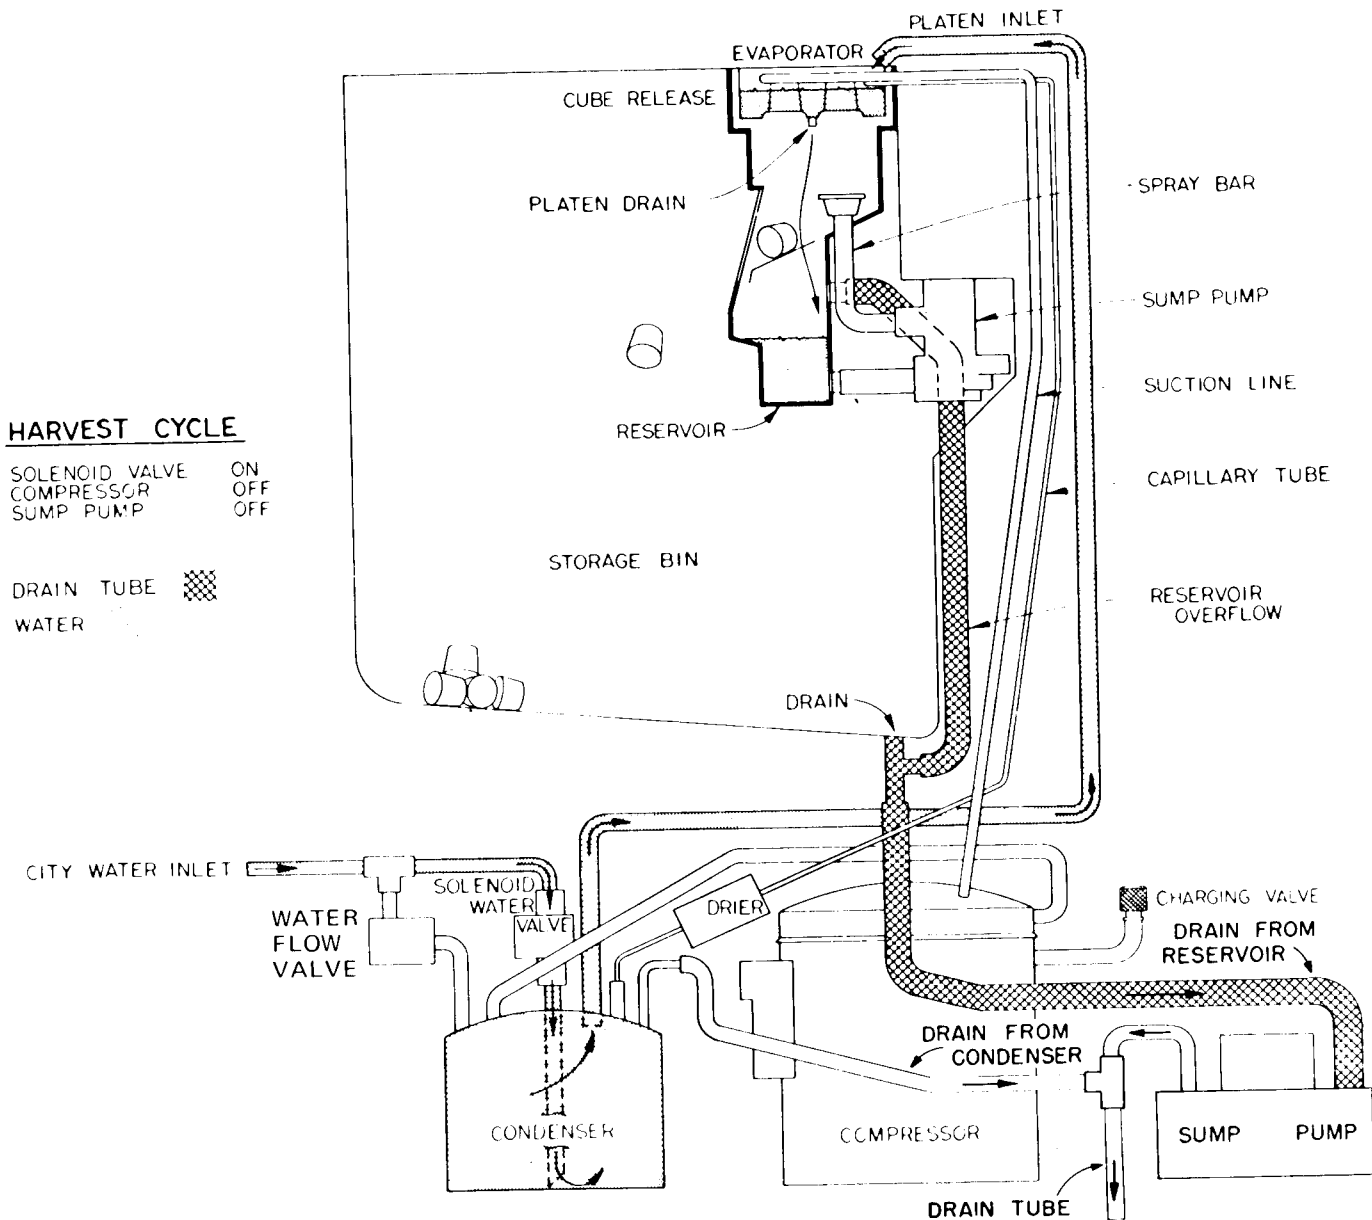 PLATEN INLET
EVAPORATOR
CUBE RELEASE
PLATEN DRAIN
SPRAY BAR
SUMP PUMP
SUCTION LINE
RESERVOIR
HARVEST CYCLE
SOLENOID VALVE ON
COMPRESSOR OFF
SUMP PUMP OFF
CAPILLARY TUBE
STORAGE BIN
DRAIN TUBE
WATER
RESERVOIR
OVERFLOW
DRAIN
CITY WATER INLET
SOLENOID
WATER
VALVE
WATER
FLOW
VALVE
DRIER
CHARGING VALVE
DRAIN FROM
RESERVOIR
DRAIN FROM
CONDENSER
CONDENSER
COMPRESSOR
SUMP PUMP
DRAIN TUBE